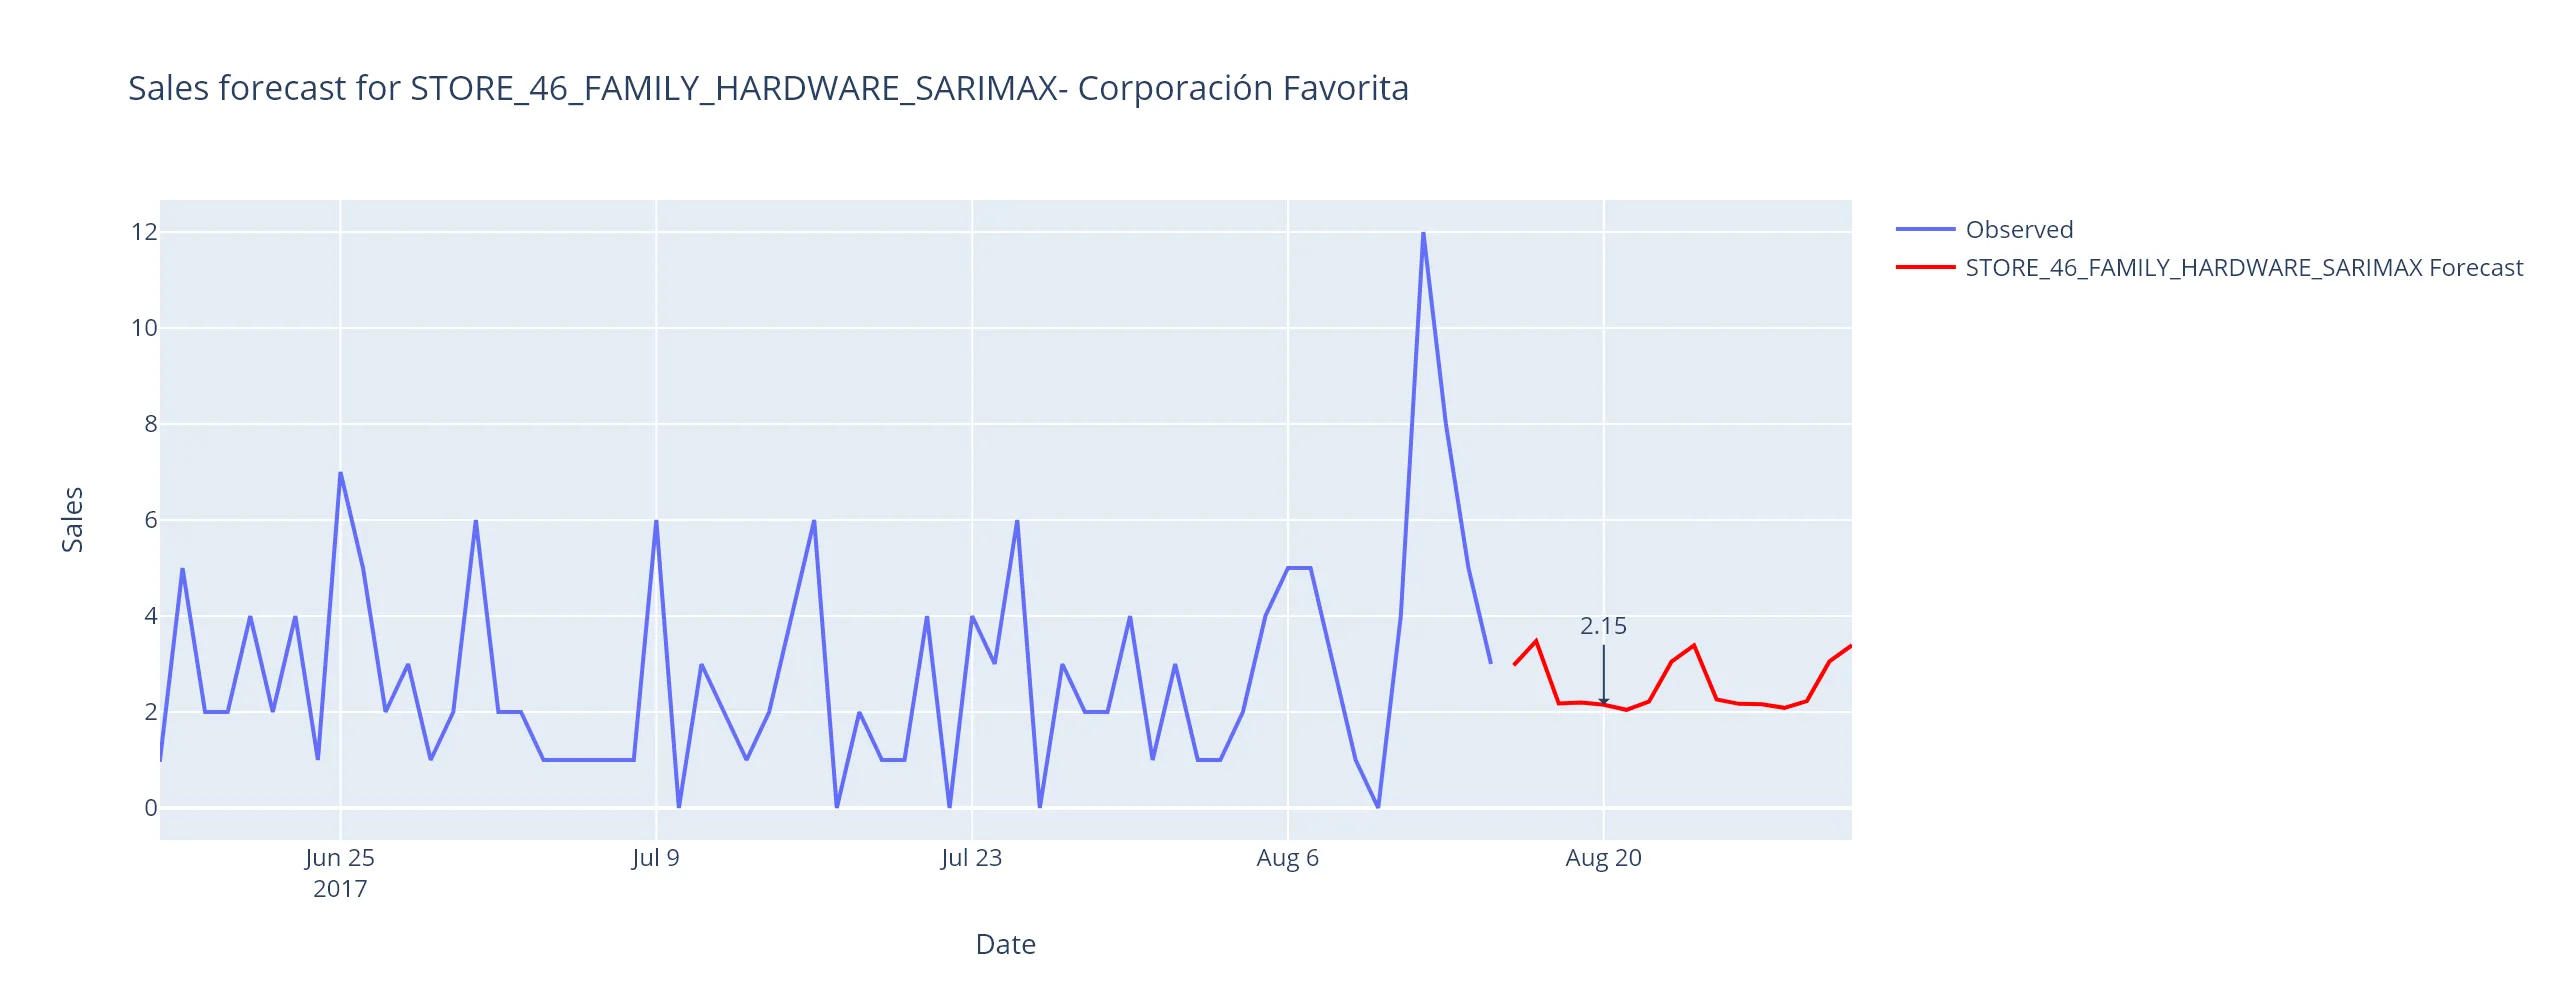 Sales forecast for STORE_46_FAMILY_HARDWARE_SARIMAX- Corporación Favorita
Observed
STORE_46_FAMILY_HARDWARE_SARIMAX Forecast
12
10
8
6
4
2
0
Sales
2.15
Jun 25
2017
Jul 9
Jul 23
Aug 6
Aug 20
Date